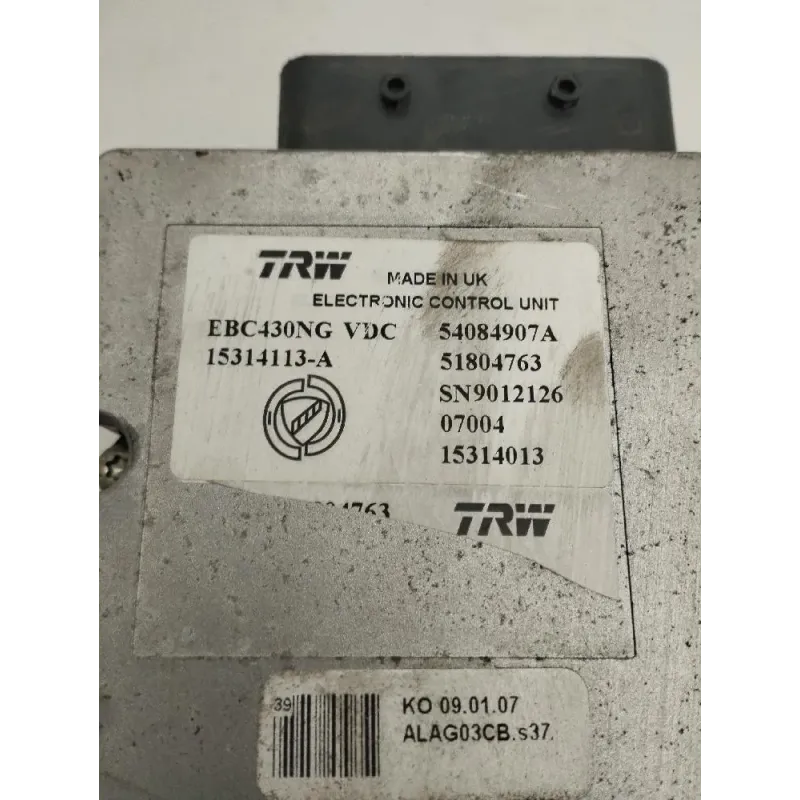 TRW
MADE IN UK
ELECTRONIC CONTROL UNIT
EBC430NG VDC 54084907A
15314113-A 51804763
SN9012126
07004
15314013
TRW
39
KO 09.01.07
ALAG03CB.s37.